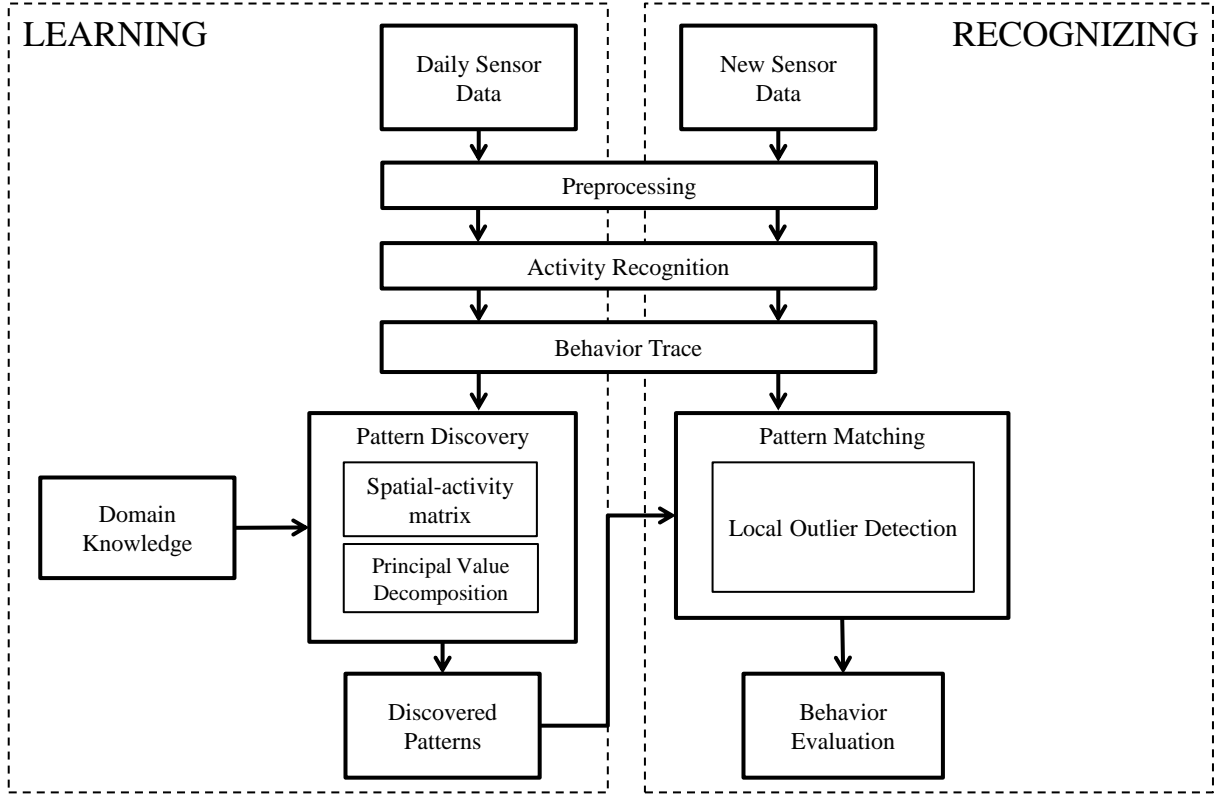 LEARNING
RECOGNIZING
Daily Sensor
Data
New Sensor
Data
Preprocessing
Activity Recognition
Behavior Trace
Pattern Discovery
Spatial-activity
matrix
Principal Value
Decomposition
Pattern Matching
Local Outlier Detection
Domain
Knowledge
Discovered
Patterns
Behavior
Evaluation